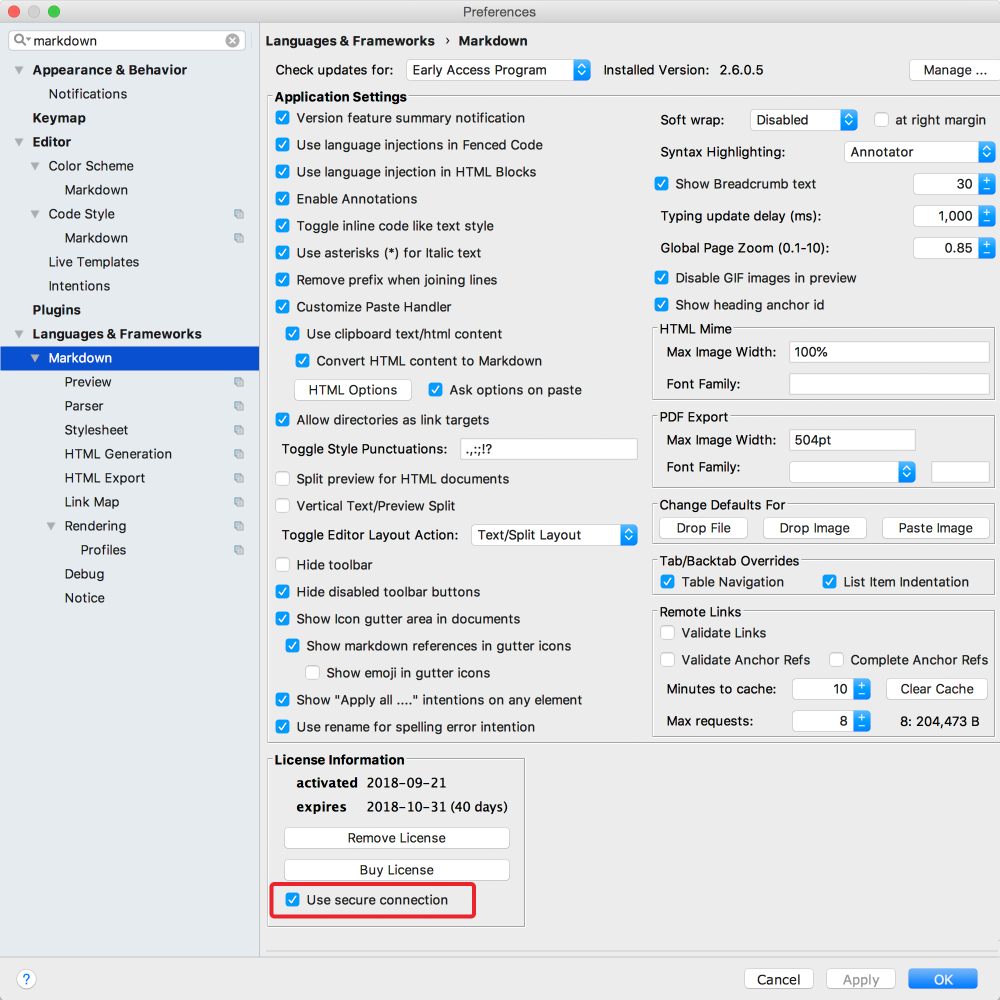 Preferences
markdown
Appearance & Behavior
Notifications
Keymap
Editor
Color Scheme
Markdown
Code Style
Markdown
Live Templates
Intentions
Plugins
Languages & Frameworks
Markdown
Preview
Parser
Stylesheet
HTML Generation
HTML Export
Link Map
Rendering
Profiles
Debug
Notice
Languages & Frameworks › Markdown
Check updates for: Early Access Program Installed Version: 2.6.0.5 Manage ...
Application Settings
Version feature summary notification
Use language injections in Fenced Code
Use language injection in HTML Blocks
Enable Annotations
Toggle inline code like text style
Use asterisks (*) for Italic text
Remove prefix when joining lines
Customize Paste Handler
Use clipboard text/html content
Convert HTML content to Markdown
HTML Options Ask options on paste
Allow directories as link targets
Toggle Style Punctuations: .,:;!?
Split preview for HTML documents
Vertical Text/Preview Split
Toggle Editor Layout Action: Text/Split Layout
Hide toolbar
Hide disabled toolbar buttons
Show Icon gutter area in documents
Show markdown references in gutter icons
Show emoji in gutter icons
Show "Apply all ...." intentions on any element
Use rename for spelling error intention
Soft wrap: Disabled at right margin
Syntax Highlighting: Annotator
Show Breadcrumb text 30
Typing update delay (ms): 1,000
Global Page Zoom (0.1-10): 0.85
Disable GIF images in preview
Show heading anchor id
HTML Mime
Max Image Width: 100%
Font Family:
PDF Export
Max Image Width: 504pt
Font Family:
Change Defaults For
Drop File Drop Image Paste Image
Tab/Backtab Overrides
Table Navigation List Item Indentation
Remote Links
Validate Links
Validate Anchor Refs Complete Anchor Refs
Minutes to cache: 10 Clear Cache
Max requests: 8 8: 204,473 B
License Information
activated 2018-09-21
expires 2018-10-31 (40 days)
Remove License
Buy License
Use secure connection
? Cancel Apply OK